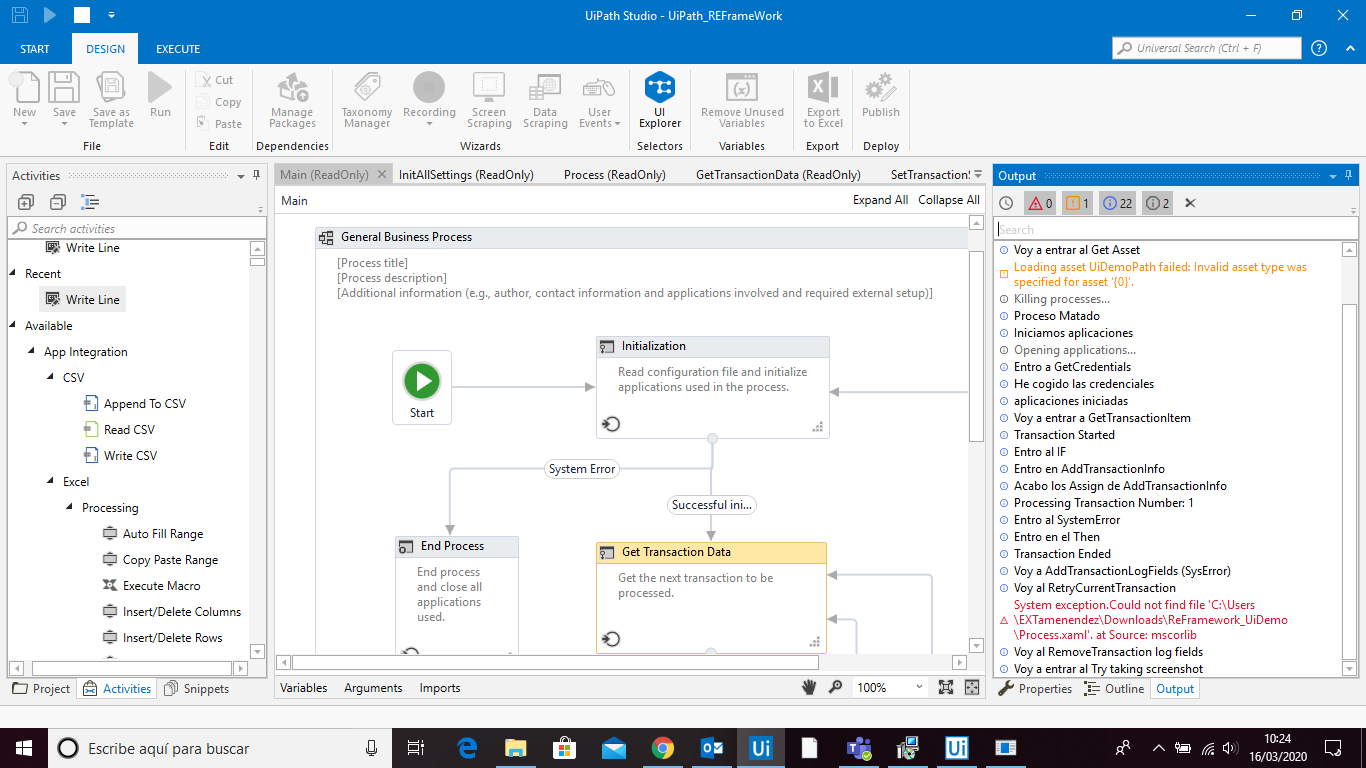 UiPath Studio - UiPath_REFrameWork
START
DESIGN
EXECUTE
Universal Search (Ctrl + F)
New
Save
Save as
Template
Run
Cut
Copy
Paste
Manage
Packages
Taxonomy
Manager
Recording
Screen
Scraping
Data
Scraping
User
Events
UI
Explorer
Remove Unused
Variables
Export
to Excel
Publish
File
Edit
Dependencies
Wizards
Selectors
Variables
Export
Deploy
Activities
Search activities
Write Line
Recent
Write Line
Available
App Integration
CSV
Append To CSV
Read CSV
Write CSV
Excel
Processing
Auto Fill Range
Copy Paste Range
Execute Macro
Insert/Delete Columns
Insert/Delete Rows
Project
Activities
Snippets
Main (ReadOnly)
InitAllSettings (ReadOnly)
Process (ReadOnly)
GetTransactionData (ReadOnly)
SetTransactionS
Main
Expand All
Collapse All
General Business Process
[Process title]
[Process description]
[Additional information (e.g., author, contact information and applications involved and required external setup)]
Start
Initialization
Read configuration file and initialize
applications used in the process.
System Error
Successful ini...
End Process
End process
and close all
applications
used.
Get Transaction Data
Get the next transaction to be
processed.
Variables
Arguments
Imports
100%
Output
0
1
22
2
Search
Voy a entrar al Get Asset
Loading asset UiDemoPath failed: Invalid asset type was
specified for asset '{0}'.
Killing processes...
Proceso Matado
Iniciamos aplicaciones
Opening applications...
Entro a GetCredentials
He cogido las credenciales
aplicaciones iniciadas
Voy a entrar a GetTransactionItem
Transaction Started
Entro al IF
Entro en AddTransactionInfo
Acabo los Assign de AddTransactionInfo
Processing Transaction Number: 1
Entro al SystemError
Entro en el Then
Transaction Ended
Voy a AddTransactionLogFields (SysError)
Voy al RetryCurrentTransaction
System exception.Could not find file 'C:\Users
\EXTamenendez\Downloads\ReFramework_UiDemo
\Process.xaml'. at Source: mscorlib
Voy al RemoveTransaction log fields
Voy a entrar al Try taking screenshot
Properties
Outline
Output
Escribe aquí para buscar
Ui
Ui
10:24
16/03/2020